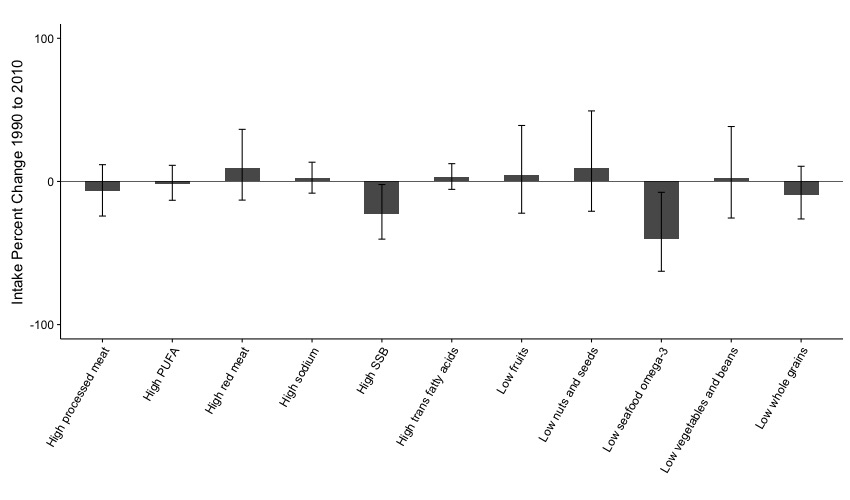 Intake Percent Change 1990 to 2010
100
0
-100
High processed meat
High PUFA
High red meat
High sodium
High SSB
High trans fatty acids
Low fruits
Low nuts and seeds
Low seafood omega-3
Low vegetables and beans
Low whole grains